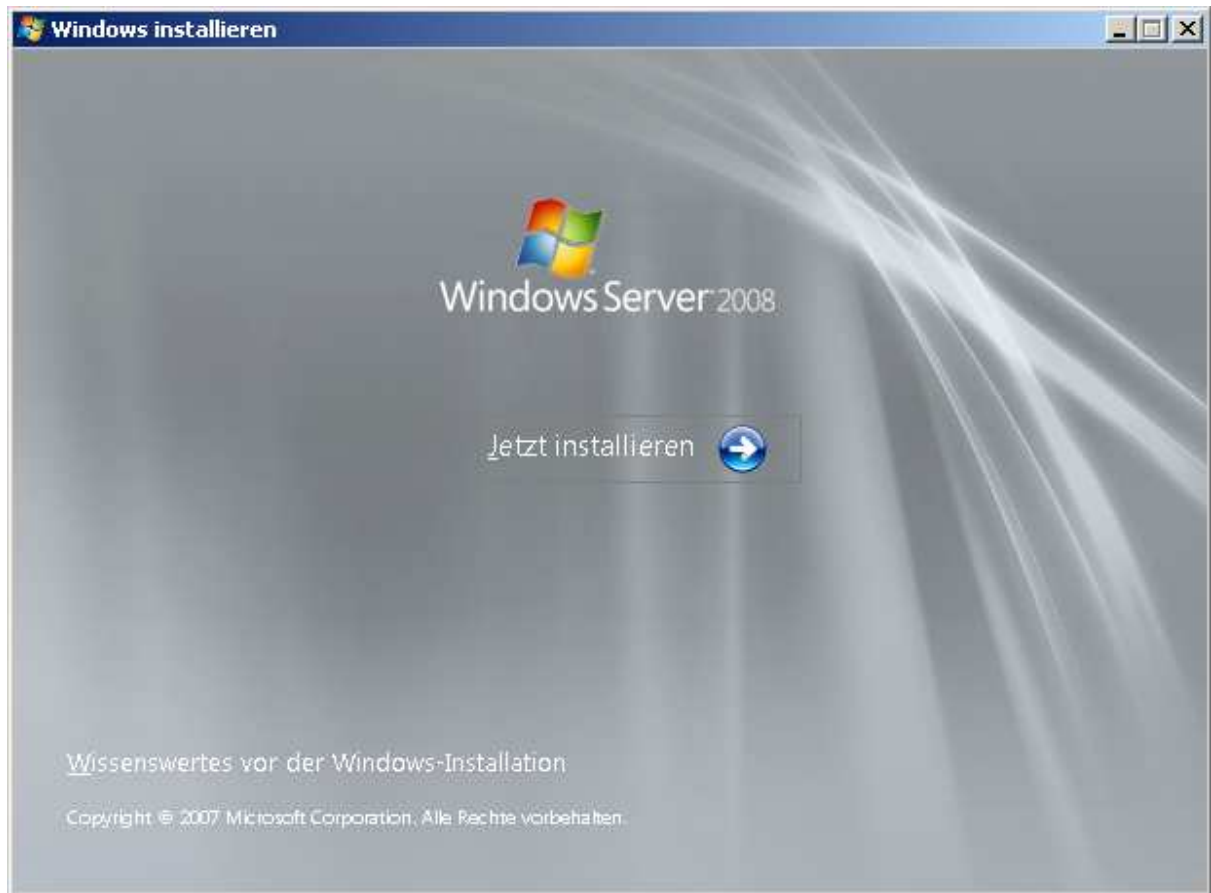 Windows installieren
Windows Server 2008
Jetzt installieren
Wissenswertes vor der Windows-Installation
Copyright © 2007 Microsoft Corporation. Alle Rechte vorbehalten.